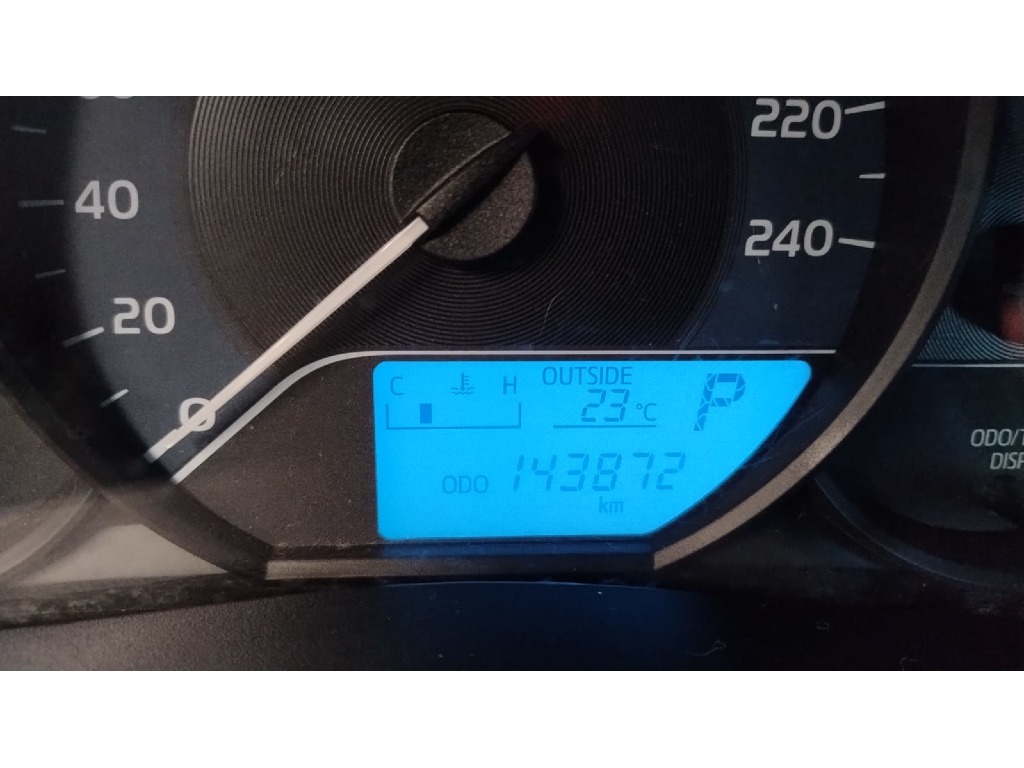 220
40
240
20
0
C H OUTSIDE
23 °C P
ODO 143872
km
ODO/T
DISP